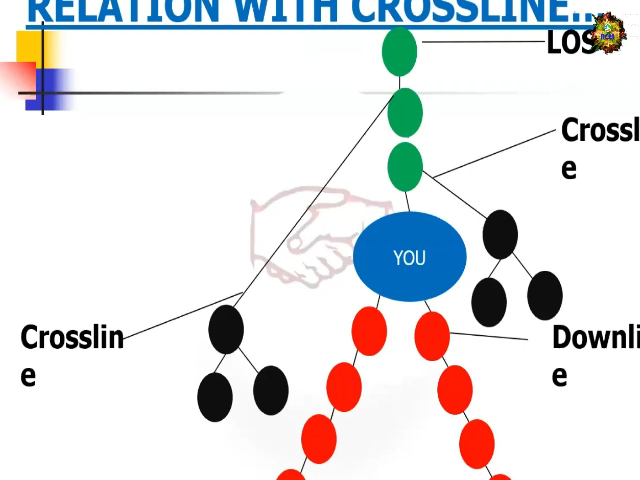 RELATION WITH CROSSLINE...
LOS
Crossl
e
YOU
Crosslin
e
Downli
e